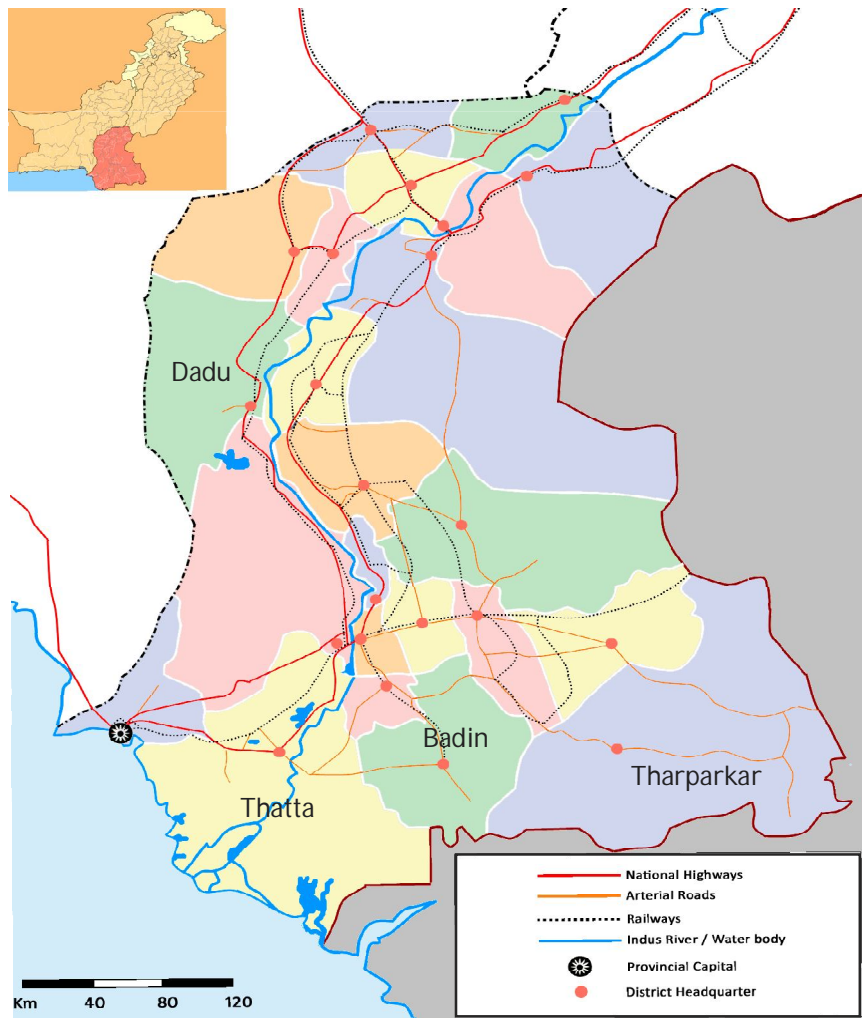 Dadu
Badin
Tharparkar
Thatta
National Highways
Arterial Roads
Railways
Indus River / Water body
Provincial Capital
District Headquarter
Km 40 80 120